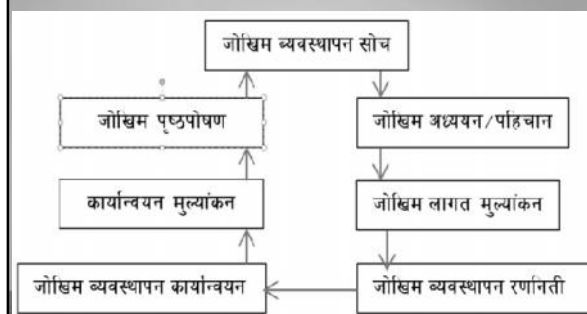 जोखिम व्यवस्थापन सोच
जोखिम पृष्ठपोषण
जोखिम अध्ययन/पहिचान
कार्यान्वयन मुल्यांकन
जोखिम लागत मुल्यांकन
जोखिम व्यवस्थापन कार्यान्वयन
जोखिम व्यवस्थापन रणनिती